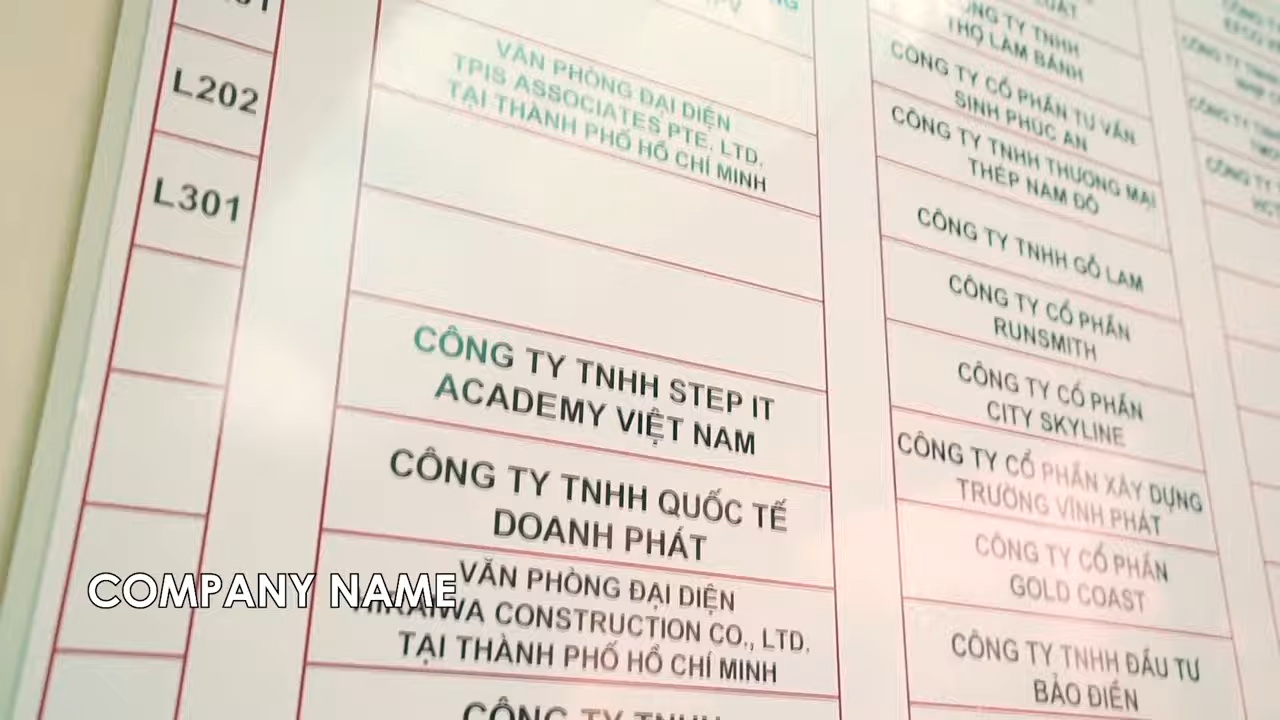 L202
L301
VĂN PHÒNG ĐẠI DIỆN
TPIS ASSOCIATES PTE. LTD.
TẠI THÀNH PHỐ HỒ CHÍ MINH
CÔNG TY TNHH STEP IT
ACADEMY VIỆT NAM
CÔNG TY TNHH QUỐC TẾ
DOANH PHÁT
VĂN PHÒNG ĐẠI DIỆN
CONSTRUCTION CO., LTD.
TẠI THÀNH PHỐ HỒ CHÍ MINH
CÔNG TY TNHH
COMPANY NAME
CÔNG TY TNHH
THỢ LÀM BÁNH
CÔNG TY CỔ PHẦN TƯ VẤN
SINH PHÚC AN
CÔNG TY TNHH THƯƠNG MẠI
THÉP NAM ĐÔ
CÔNG TY TNHH GỖ LAM
CÔNG TY CỔ PHẦN
RUNSMITH
CÔNG TY CỔ PHẦN
CITY SKYLINE
CÔNG TY CỔ PHẦN XÂY DỰNG
TRƯỜNG VĨNH PHÁT
CÔNG TY CỔ PHẦN
GOLD COAST
CÔNG TY TNHH ĐẦU TƯ
BẢO ĐIỀN